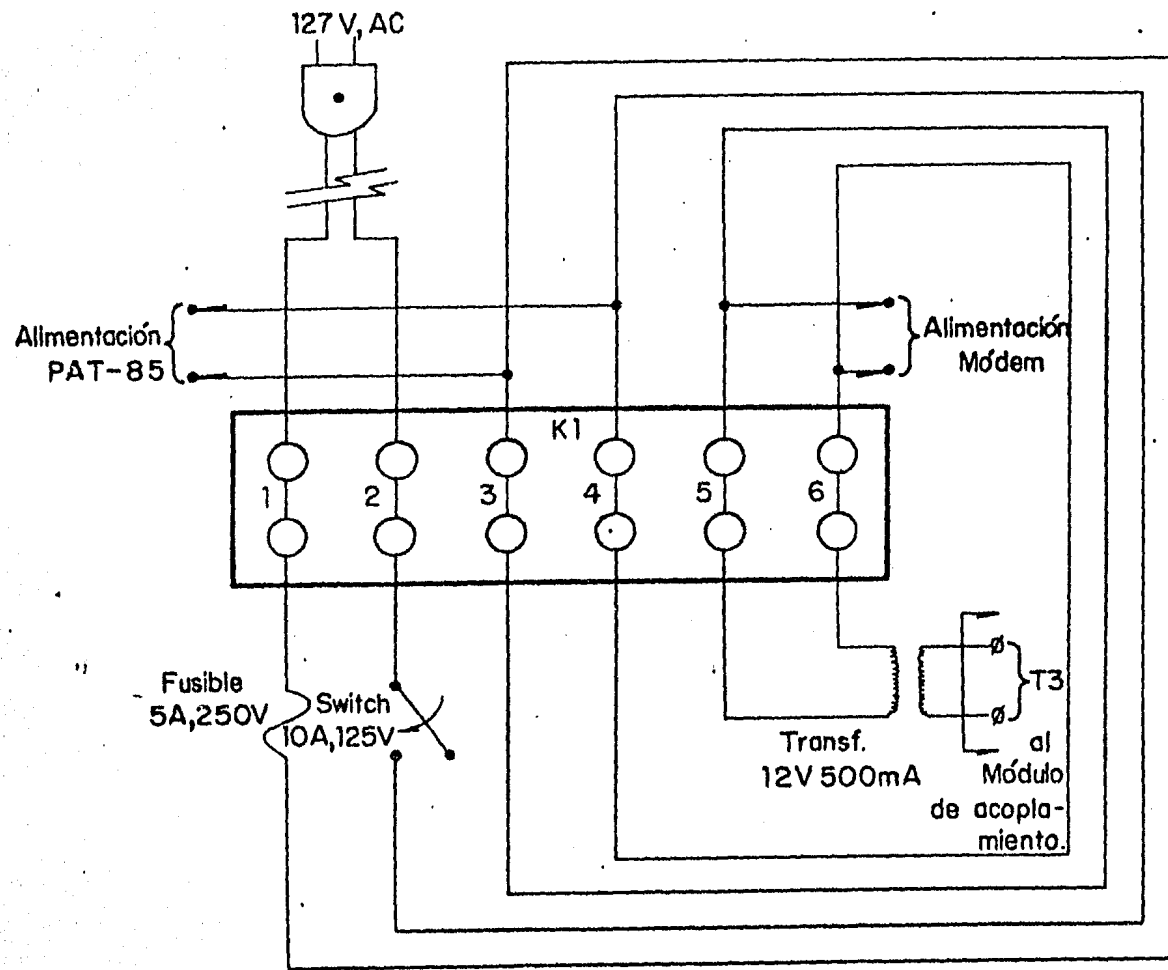 127 V, AC
Alimentación
PAT-85
Alimentación
Módem
K1
1
2
3
4
5
6
Fusible
5A,250V
Switch
10A,125V
Transf.
12V 500mA
T3
al
Módulo
de acopla-
miento.